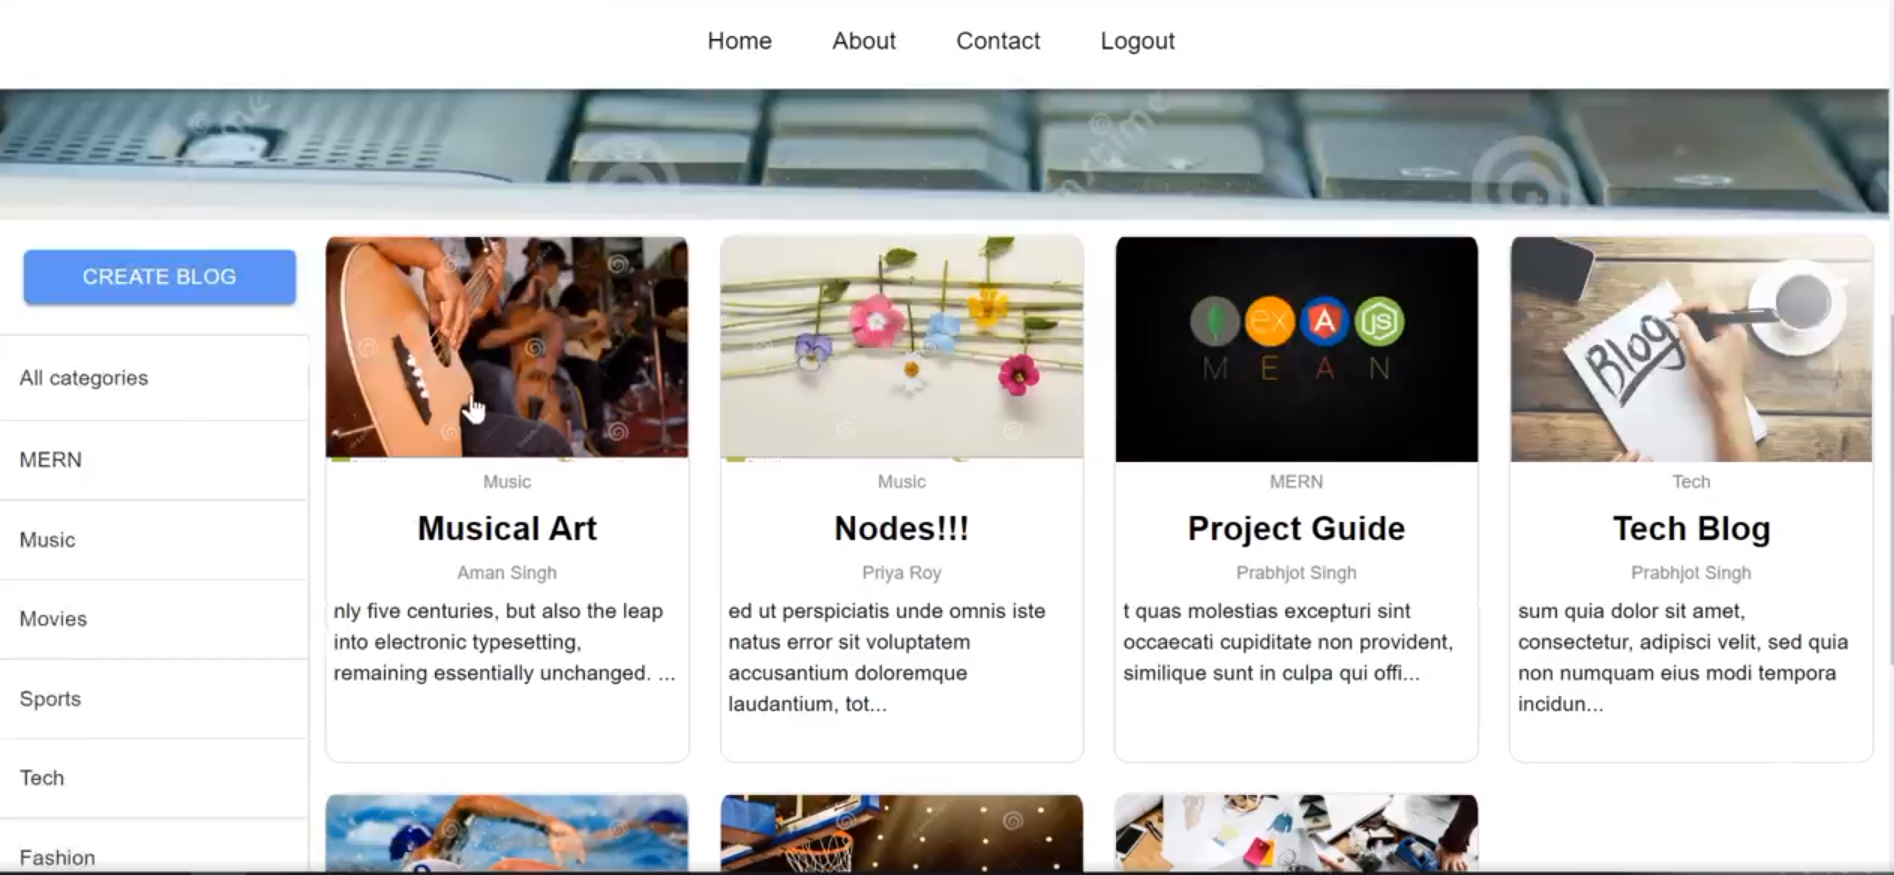 Home About Contact Logout
CREATE BLOG
All categories
MERN
Music
Movies
Sports
Tech
Fashion
Music
Musical Art
Aman Singh
nly five centuries, but also the leap
into electronic typesetting,
remaining essentially unchanged. ...
Music
Nodes!!!
Priya Roy
ed ut perspiciatis unde omnis iste
natus error sit voluptatem
accusantium doloremque
laudantium, tot...
ex A JS
M E A N
MERN
Project Guide
Prabhjot Singh
t quas molestias excepturi sint
occaecati cupiditate non provident,
similique sunt in culpa qui offi...
Blog
Tech
Tech Blog
Prabhjot Singh
sum quia dolor sit amet,
consectetur, adipisci velit, sed quia
non numquam eius modi tempora
incidun...